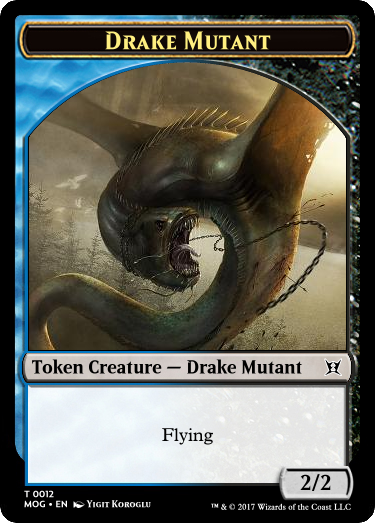 Drake Mutant
Token Creature — Drake Mutant
Flying
2/2
T 0012
MOG • EN Yigit Koroglu
™ & © 2017 Wizards of the Coast LLC